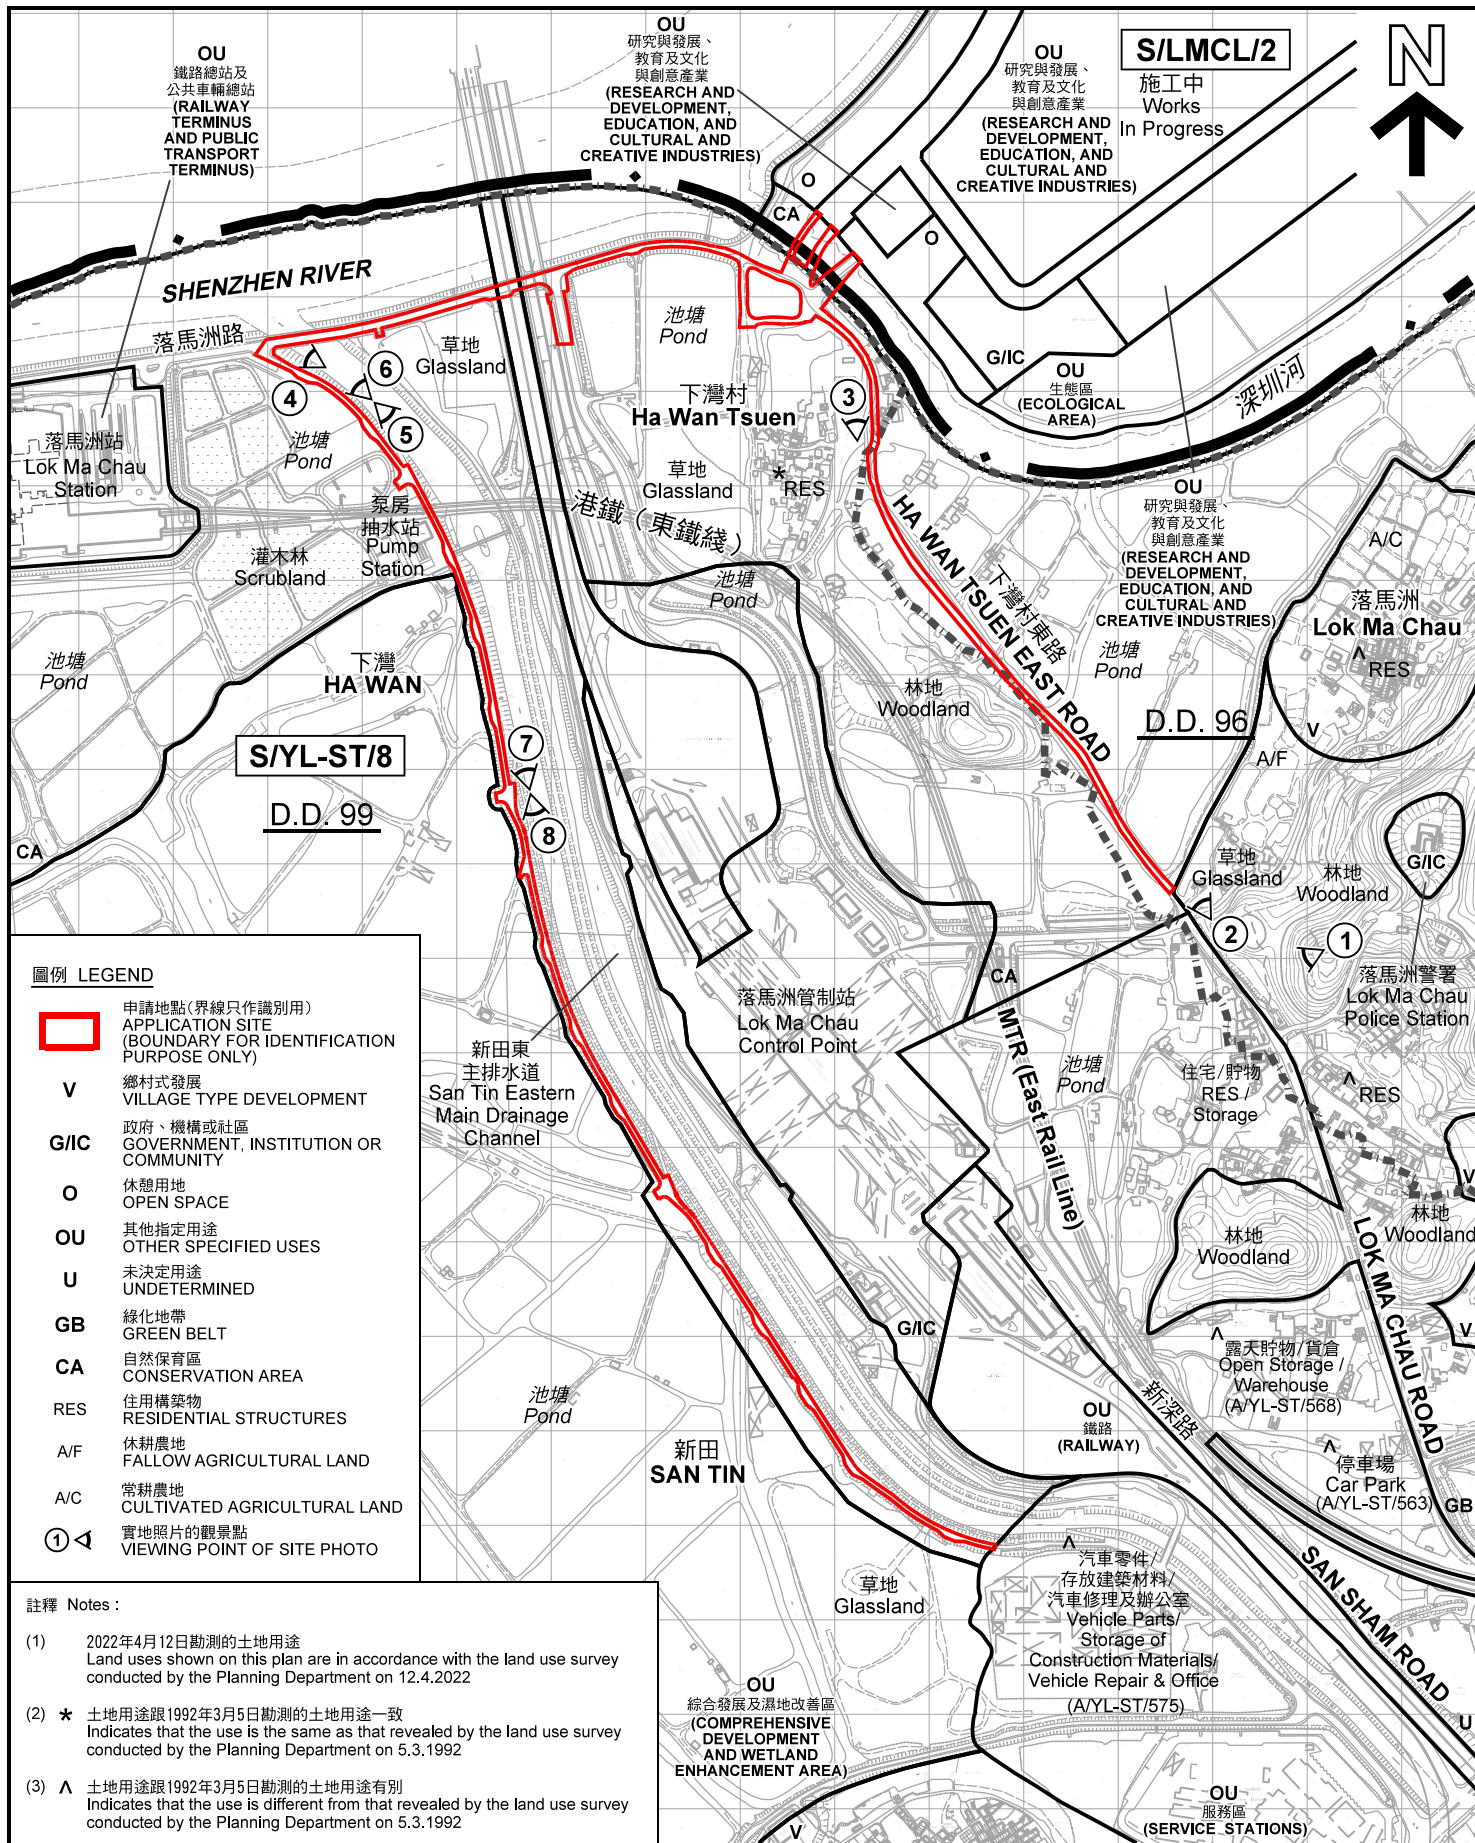 OU
鐵路總站及
公共車輛總站
(RAILWAY
TERMINUS
AND PUBLIC
TRANSPORT
TERMINUS)
OU
研究與發展、
教育及文化
與創意產業
(RESEARCH AND
DEVELOPMENT,
EDUCATION, AND
CULTURAL AND
CREATIVE INDUSTRIES)
OU
研究與發展、
教育及文化
與創意產業
(RESEARCH AND
DEVELOPMENT,
EDUCATION, AND
CULTURAL AND
CREATIVE INDUSTRIES)
S/LMCL/2
施工中
Works
In Progress
N
O
CA
O
SHENZHEN RIVER
落馬洲路
池塘
Pond
草地
Glassland
G/IC
OU
生態區
(ECOLOGICAL
AREA)
深圳河
4
6
5
3
下灣村
Ha Wan Tsuen
落馬洲站
Lok Ma Chau
Station
池塘
Pond
草地
Glassland
*
RES
港鐵（東鐵綫）
泵房
抽水站
Pump
Station
灌木林
Scrubland
HA WAN TSUEN EAST ROAD
下灣村東路
OU
研究與發展、
教育及文化
與創意產業
(RESEARCH AND
DEVELOPMENT,
EDUCATION, AND
CULTURAL AND
CREATIVE INDUSTRIES)
A/C
落馬洲
Lok Ma Chau
^
RES
池塘
Pond
池塘
Pond
池塘
Pond
下灣
HA WAN
林地
Woodland
D.D. 96
V
A/F
S/YL-ST/8
D.D. 99
7
8
CA
草地
Glassland
林地
Woodland
G/IC
2
1
CA
落馬洲警署
Lok Ma Chau
Police Station
落馬洲管制站
Lok Ma Chau
Control Point
MTR (East Rail Line)
池塘
Pond
住宅/貯物
RES /
Storage
^
RES
新田東
主排水道
San Tin Eastern
Main Drainage
Channel
V
林地
Woodland
林地
Woodland
LOK MA CHAU ROAD
G/IC
V
^
露天貯物/貨倉
Open Storage /
Warehouse
(A/YL-ST/568)
池塘
Pond
新深路
OU
鐵路
(RAILWAY)
新田
SAN TIN
^
停車場
Car Park
(A/YL-ST/563)
GB
SAN SHAM ROAD
^
汽車零件/
存放建築材料/
汽車修理及辦公室
Vehicle Parts/
Storage of
Construction Materials/
Vehicle Repair & Office
(A/YL-ST/575)
草地
Glassland
OU
綜合發展及濕地改善區
(COMPREHENSIVE
DEVELOPMENT
AND WETLAND
ENHANCEMENT AREA)
U
V
OU
服務區
(SERVICE STATIONS)
圖例 LEGEND
申請地點(界線只作識別用)
APPLICATION SITE
(BOUNDARY FOR IDENTIFICATION
PURPOSE ONLY)
V 鄉村式發展
VILLAGE TYPE DEVELOPMENT
G/IC 政府、機構或社區
GOVERNMENT, INSTITUTION OR
COMMUNITY
O 休憩用地
OPEN SPACE
OU 其他指定用途
OTHER SPECIFIED USES
U 未決定用途
UNDETERMINED
GB 綠化地帶
GREEN BELT
CA 自然保育區
CONSERVATION AREA
RES 住用構築物
RESIDENTIAL STRUCTURES
A/F 休耕農地
FALLOW AGRICULTURAL LAND
A/C 常耕農地
CULTIVATED AGRICULTURAL LAND
1 實地照片的觀景點
VIEWING POINT OF SITE PHOTO
註釋 Notes :
(1) 2022年4月12日勘測的土地用途
Land uses shown on this plan are in accordance with the land use survey
conducted by the Planning Department on 12.4.2022
(2) * 土地用途跟1992年3月5日勘測的土地用途一致
Indicates that the use is the same as that revealed by the land use survey
conducted by the Planning Department on 5.3.1992
(3) ^ 土地用途跟1992年3月5日勘測的土地用途有別
Indicates that the use is different from that revealed by the land use survey
conducted by the Planning Department on 5.3.1992